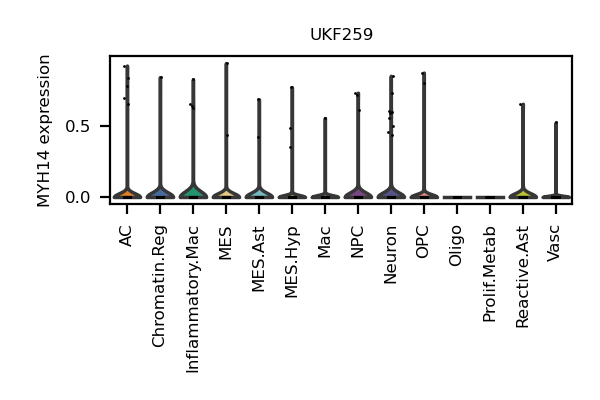 UKF259
MYH14 expression
0.5
0.0
AC
Chromatin.Reg
Inflammatory.Mac
MES
MES.Ast
MES.Hyp
Mac
NPC
Neuron
OPC
Oligo
Prolif.Metab
Reactive.Ast
Vasc